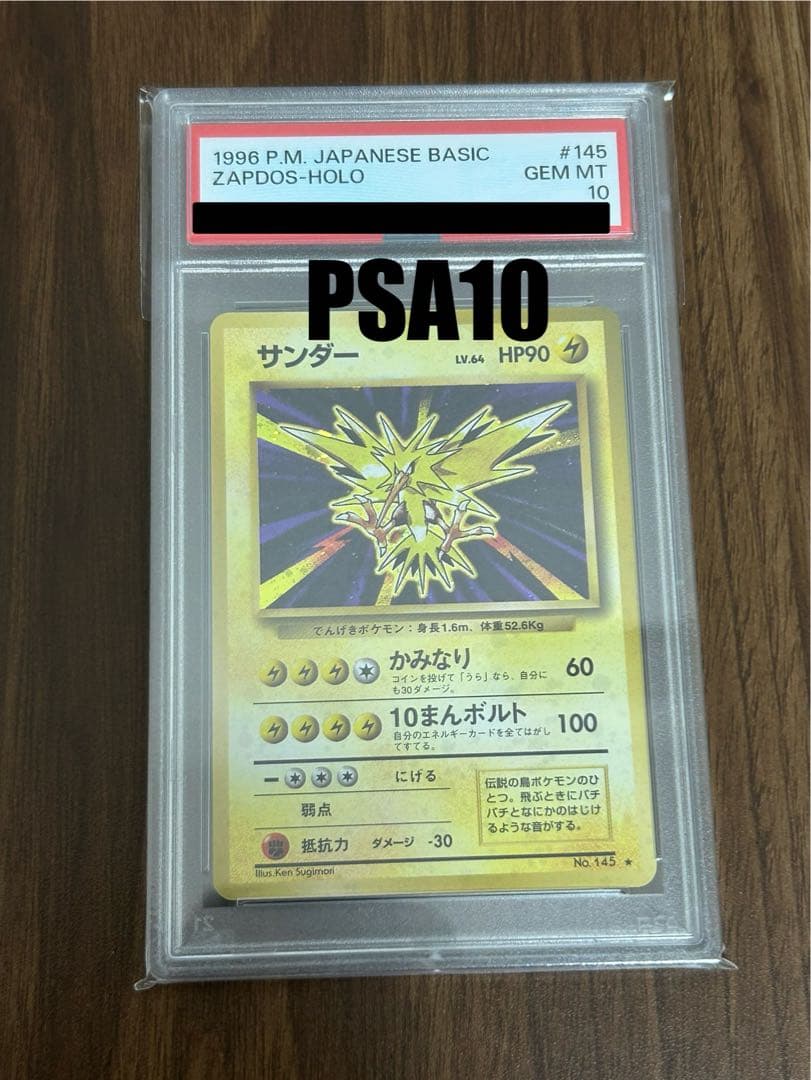 1996 P.M. JAPANESE BASIC #145
ZAPDOS-HOLO GEM MT
10
PSA10
サンダー LV.64 HP90
でんげきポケモン：身長1.6m、体重52.6Kg
かみなり 60
コインを投げて「うら」なら、自分に
も30ダメージ。
10まんボルト 100
自分のエネルギーカードを全てはがし
てすてる。
にげる
弱点
抵抗力 ダメージ -30
伝説の鳥ポケモンのひ
とつ。飛ぶときにパチ
パチとなにかのはじけ
るような音がする。
Illus.Ken Sugimori
No.145 ★